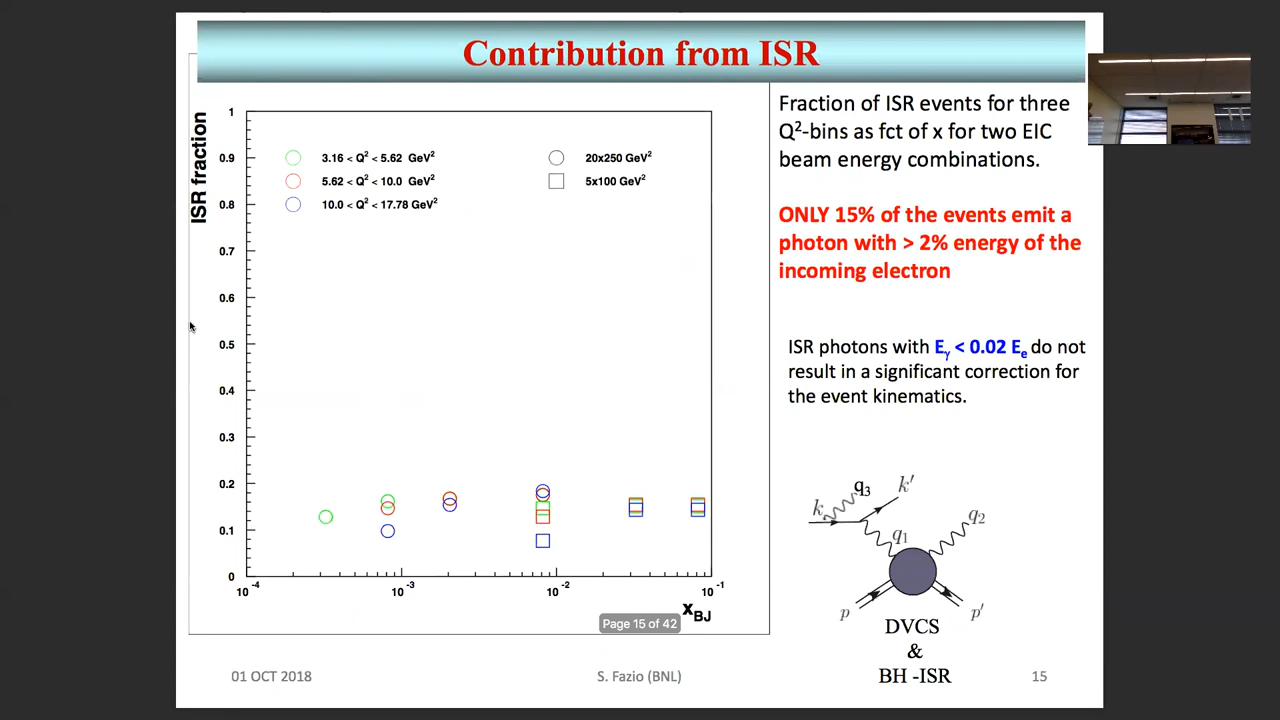 Contribution from ISR
ISR fraction
1
0.9
0.8
0.7
0.6
0.5
0.4
0.3
0.2
0.1
0
10⁻⁴
10⁻³
10⁻²
10⁻¹
x_BJ
3.16 < Q² < 5.62 GeV²
5.62 < Q² < 10.0 GeV²
10.0 < Q² < 17.78 GeV²
20x250 GeV²
5x100 GeV²
Page 15 of 42
Fraction of ISR events for three
Q²-bins as fct of x for two EIC
beam energy combinations.
ONLY 15% of the events emit a
photon with > 2% energy of the
incoming electron
ISR photons with Eᵧ < 0.02 Eₑ do not
result in a significant correction for
the event kinematics.
k
q₃
k'
q₁
q₂
p
p'
DVCS
&
BH -ISR
01 OCT 2018
S. Fazio (BNL)
15